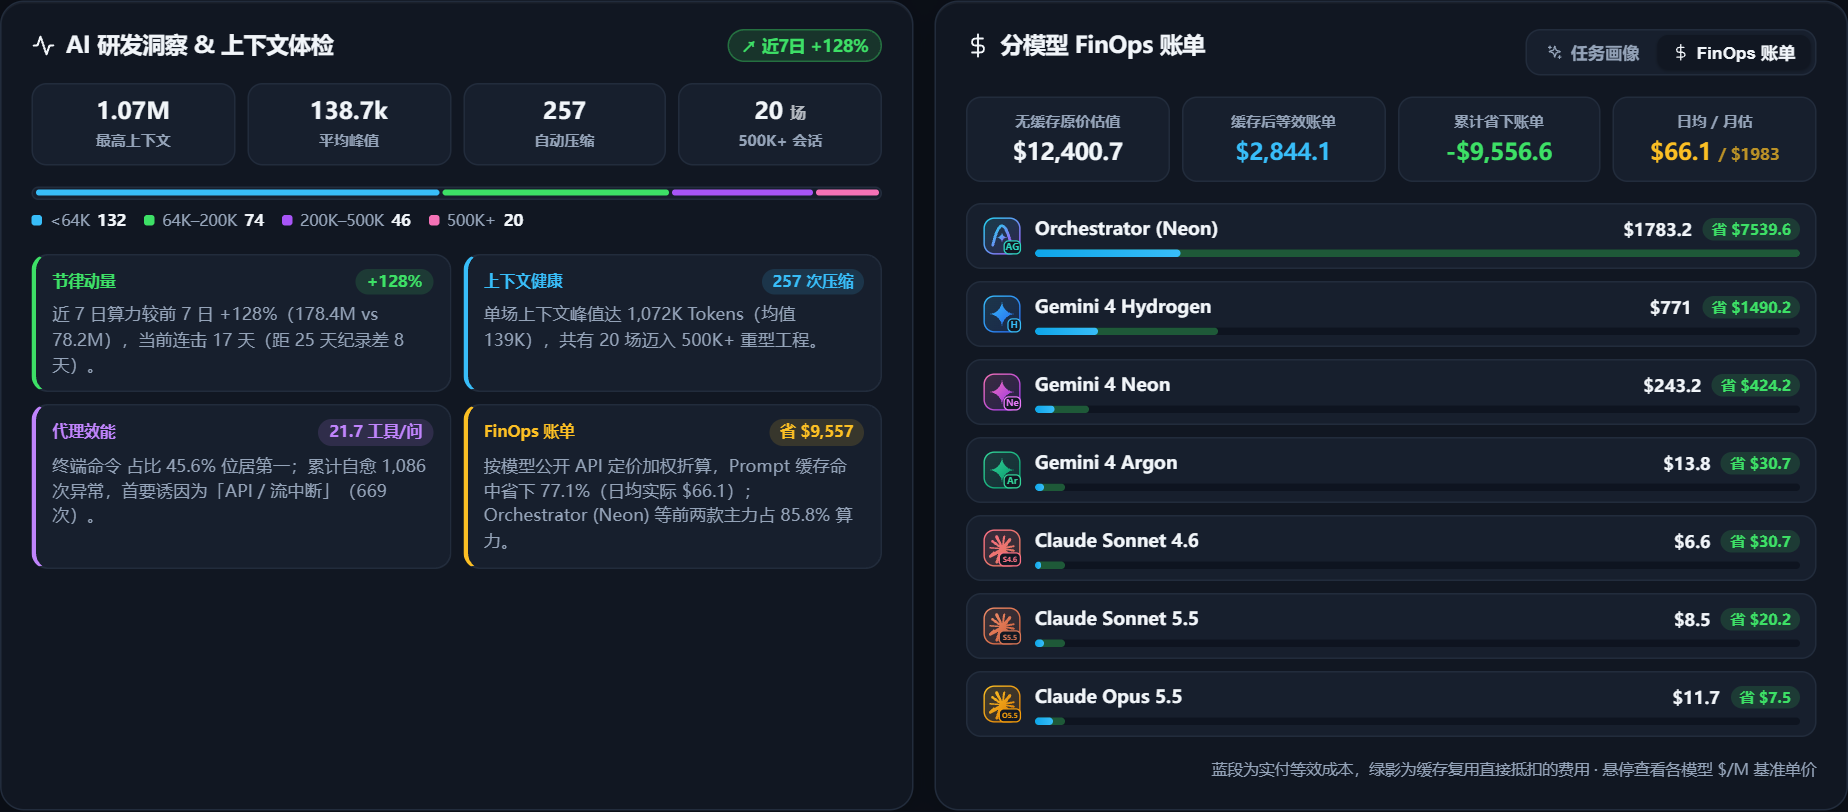 AI 研发洞察 & 上下文体检
↗ 近7日 +128%
1.07M
最高上下文
138.7k
平均峰值
257
自动压缩
20 场
500K+ 会话
<64K 132
64K–200K 74
200K–500K 46
500K+ 20
节律动量
+128%
近 7 日算力较前 7 日 +128%（178.4M vs
78.2M），当前连击 17 天（距 25 天纪录差 8
天）。
上下文健康
257 次压缩
单场上下文峰值达 1,072K Tokens（均值
139K），共有 20 场迈入 500K+ 重型工程。
代理效能
21.7 工具/问
终端命令 占比 45.6% 位居第一；累计自愈 1,086
次异常，首要诱因为「API / 流中断」（669
次）。
FinOps 账单
省 $9,557
按模型公开 API 定价加权折算，Prompt 缓存命
中省下 77.1%（日均实际 $66.1）；
Orchestrator (Neon) 等前两款主力占 85.8% 算
力。
分模型 FinOps 账单
任务画像
FinOps 账单
无缓存原价估值
$12,400.7
缓存后等效账单
$2,844.1
累计省下账单
-$9,556.6
日均 / 月估
$66.1 / $1983
AG
Orchestrator (Neon)
$1783.2
省 $7539.6
H
Gemini 4 Hydrogen
$771
省 $1490.2
Ne
Gemini 4 Neon
$243.2
省 $424.2
Ar
Gemini 4 Argon
$13.8
省 $30.7
S4.6
Claude Sonnet 4.6
$6.6
省 $30.7
S5.5
Claude Sonnet 5.5
$8.5
省 $20.2
O5.5
Claude Opus 5.5
$11.7
省 $7.5
蓝段为实付等效成本，绿影为缓存复用直接抵扣的费用 · 悬停查看各模型 $/M 基准单价